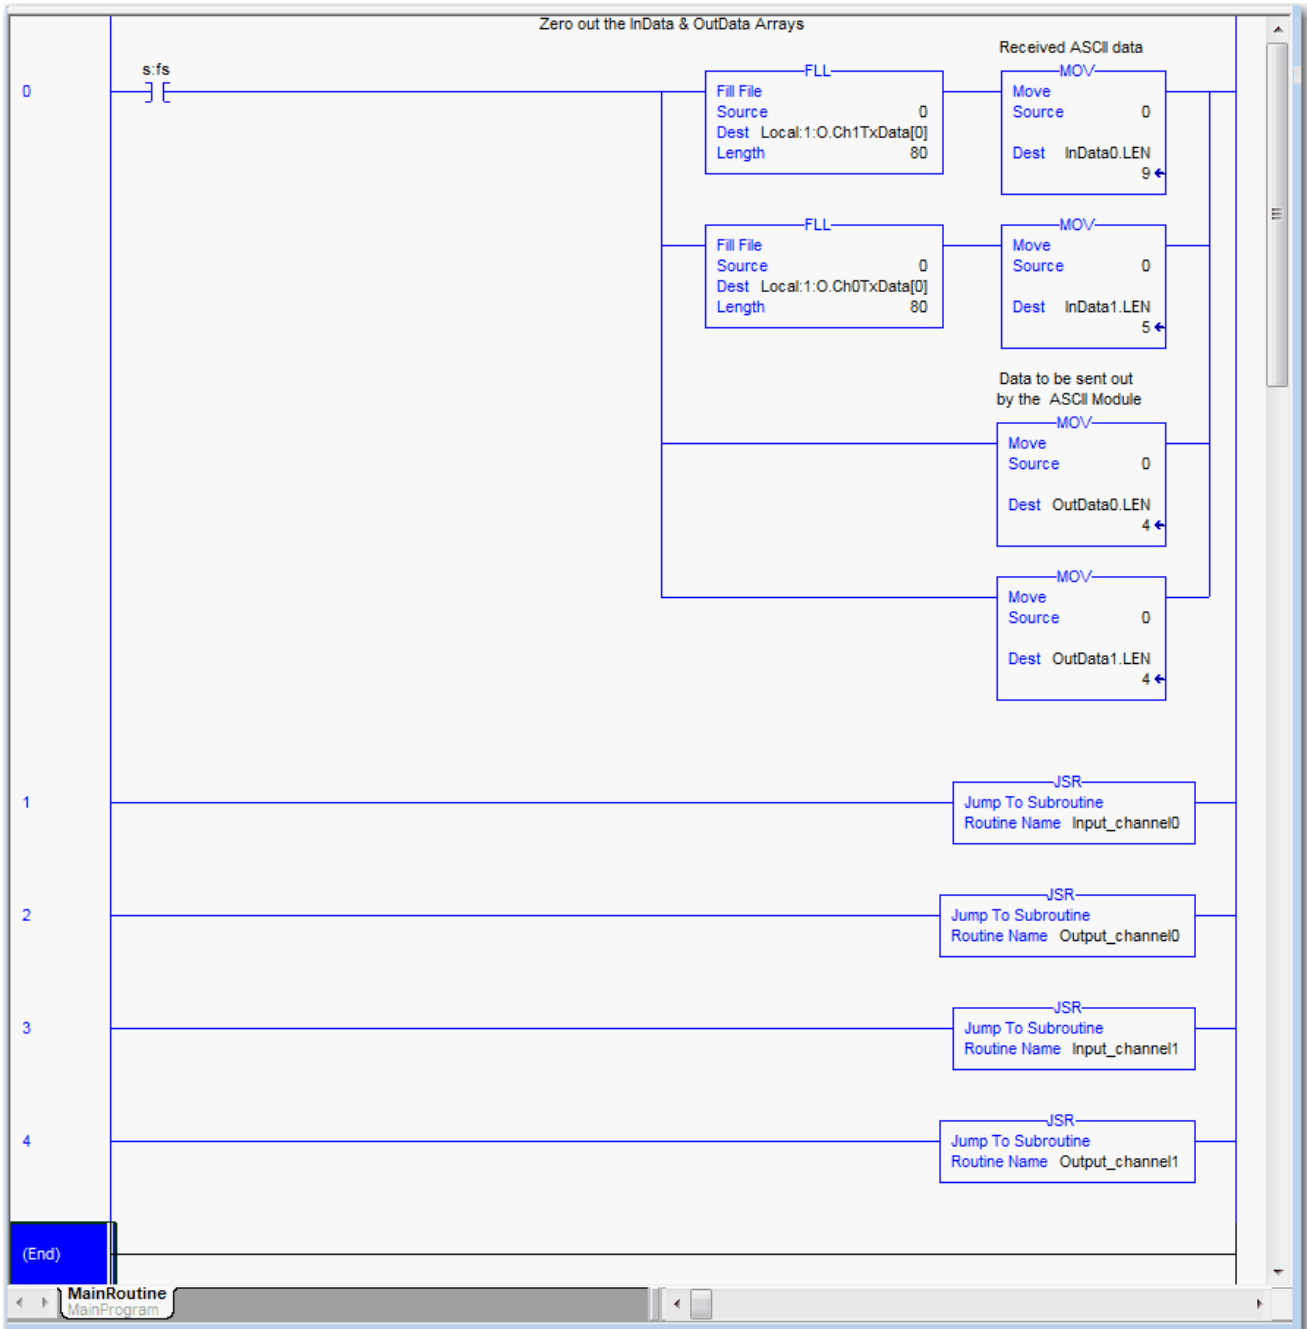 Zero out the InData & OutData Arrays
Received ASCII data
s:fs
0
FLL
Fill File
Source 0
Dest Local:1:O.Ch1TxData[0]
Length 80
MOV
Move
Source 0
Dest InData0.LEN
9
FLL
Fill File
Source 0
Dest Local:1:O.Ch0TxData[0]
Length 80
MOV
Move
Source 0
Dest InData1.LEN
5
Data to be sent out
by the ASCII Module
MOV
Move
Source 0
Dest OutData0.LEN
4
MOV
Move
Source 0
Dest OutData1.LEN
4
1
JSR
Jump To Subroutine
Routine Name Input_channel0
2
JSR
Jump To Subroutine
Routine Name Output_channel0
3
JSR
Jump To Subroutine
Routine Name Input_channel1
4
JSR
Jump To Subroutine
Routine Name Output_channel1
(End)
MainRoutine
MainProgram